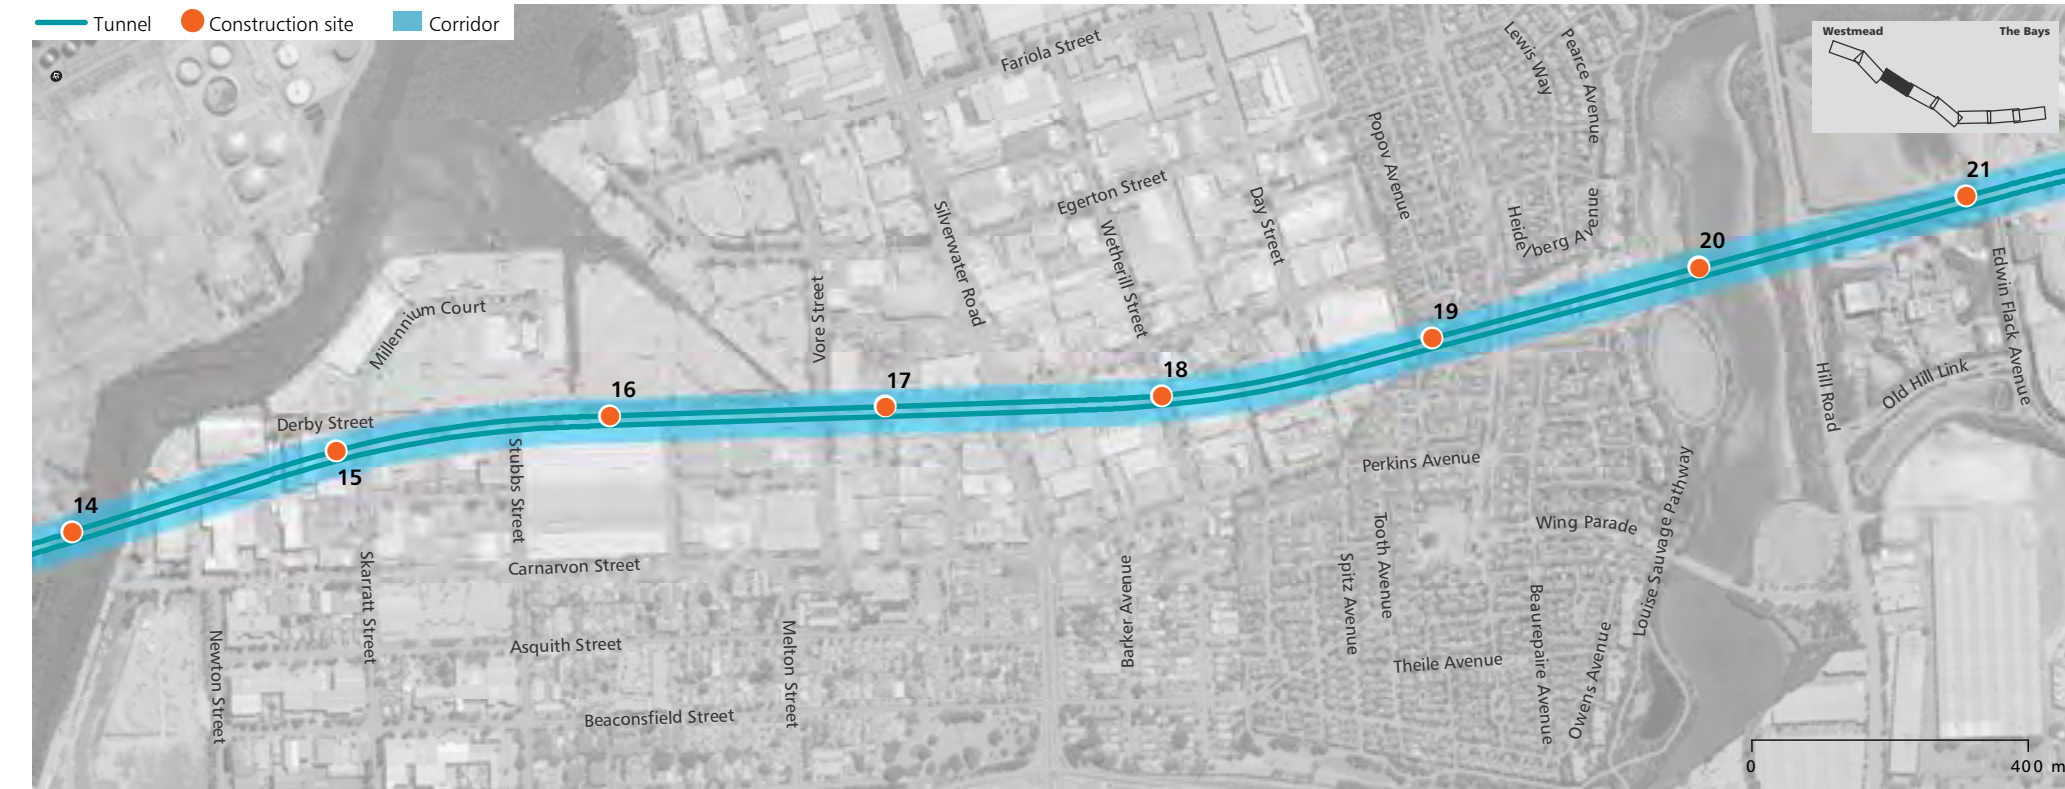 Tunnel
Construction site
Corridor
Westmead
The Bays
Fariola Street
Lewis Way
Pearce Avenue
Popov Avenue
Egerton Street
Silverwater Road
Wetherill Street
Day Street
Heide
berg Av
enue
21
20
19
18
17
16
15
14
Millennium Court
Vore Street
Derby Street
Stubbs Street
Edwin Flack Avenue
Hill Road
Old Hill Link
Perkins Avenue
Wing Parade
Louise Sauvage Pathway
Tooth Avenue
Spitz Avenue
Barker Avenue
Carnarvon Street
Skarratt Street
Newton Street
Asquith Street
Melton Street
Beaconsfield Street
Theile Avenue
Beaurepaire Avenue
Owens Avenue
0
400 m